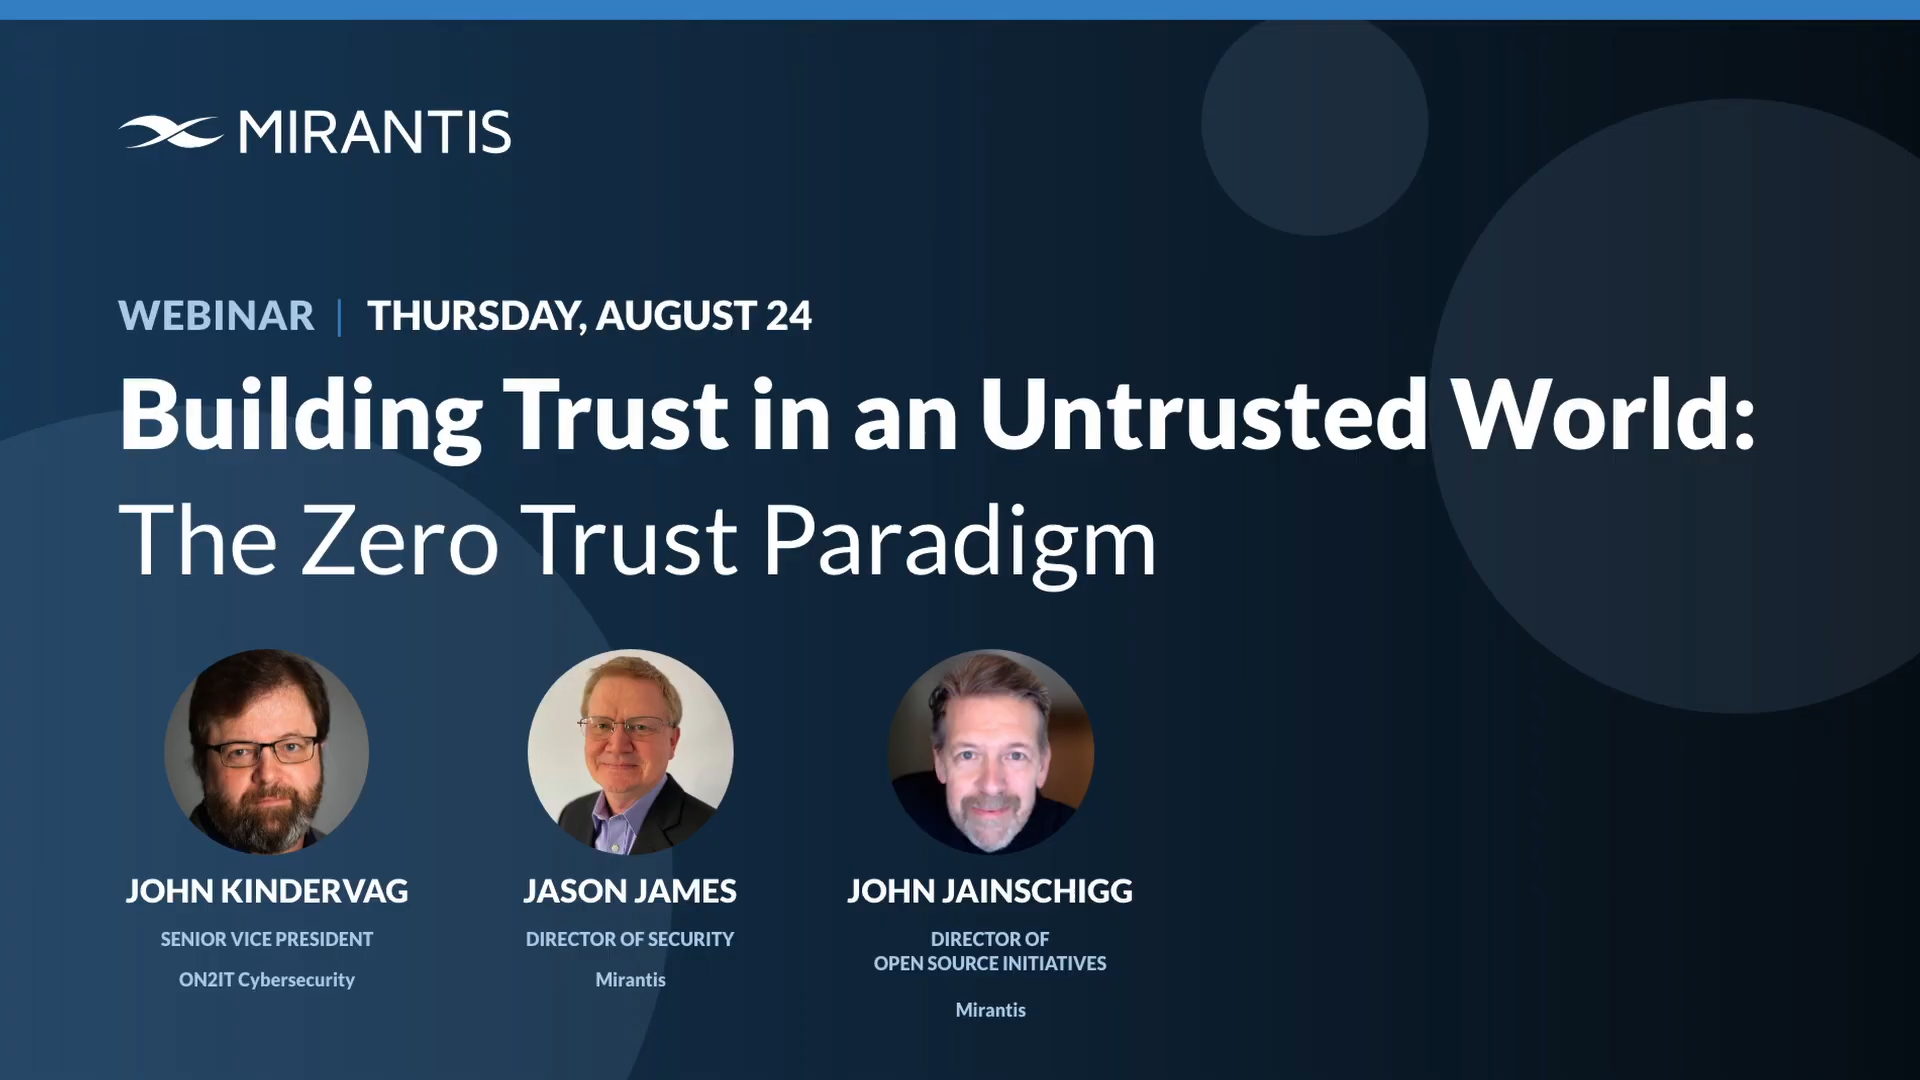 MIRANTIS
WEBINAR | THURSDAY, AUGUST 24
Building Trust in an Untrusted World:
The Zero Trust Paradigm
JOHN KINDERVAG
SENIOR VICE PRESIDENT
ON2IT Cybersecurity
JASON JAMES
DIRECTOR OF SECURITY
Mirantis
JOHN JAINSCHIGG
DIRECTOR OF
OPEN SOURCE INITIATIVES
Mirantis